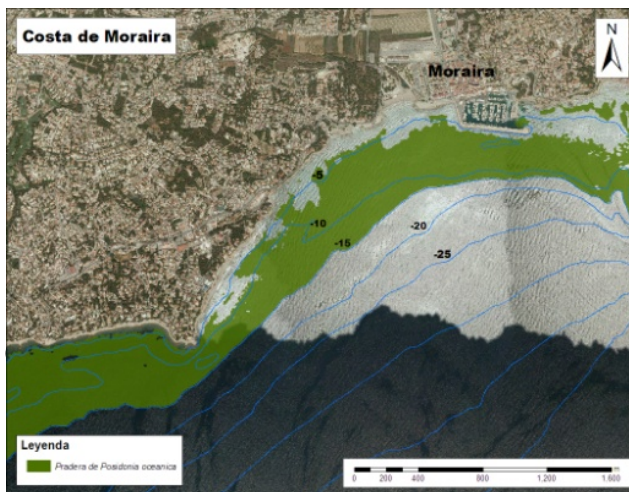 Costa de Moraira
N
Moraira
-5
-10
-15
-20
-25
Leyenda
Pradera de Posidonia oceanica
0 200 400 800 1.200 1.600